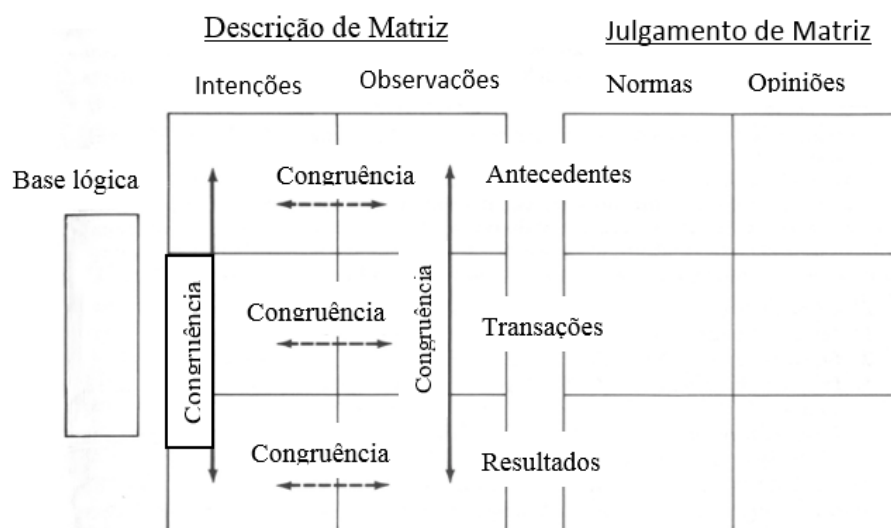 Descrição de Matriz
Julgamento de Matriz
Intenções
Observações
Normas
Opiniões
Base lógica
Congruência
Antecedentes
Congruência
Congruência
Congruência
Transações
Congruência
Resultados